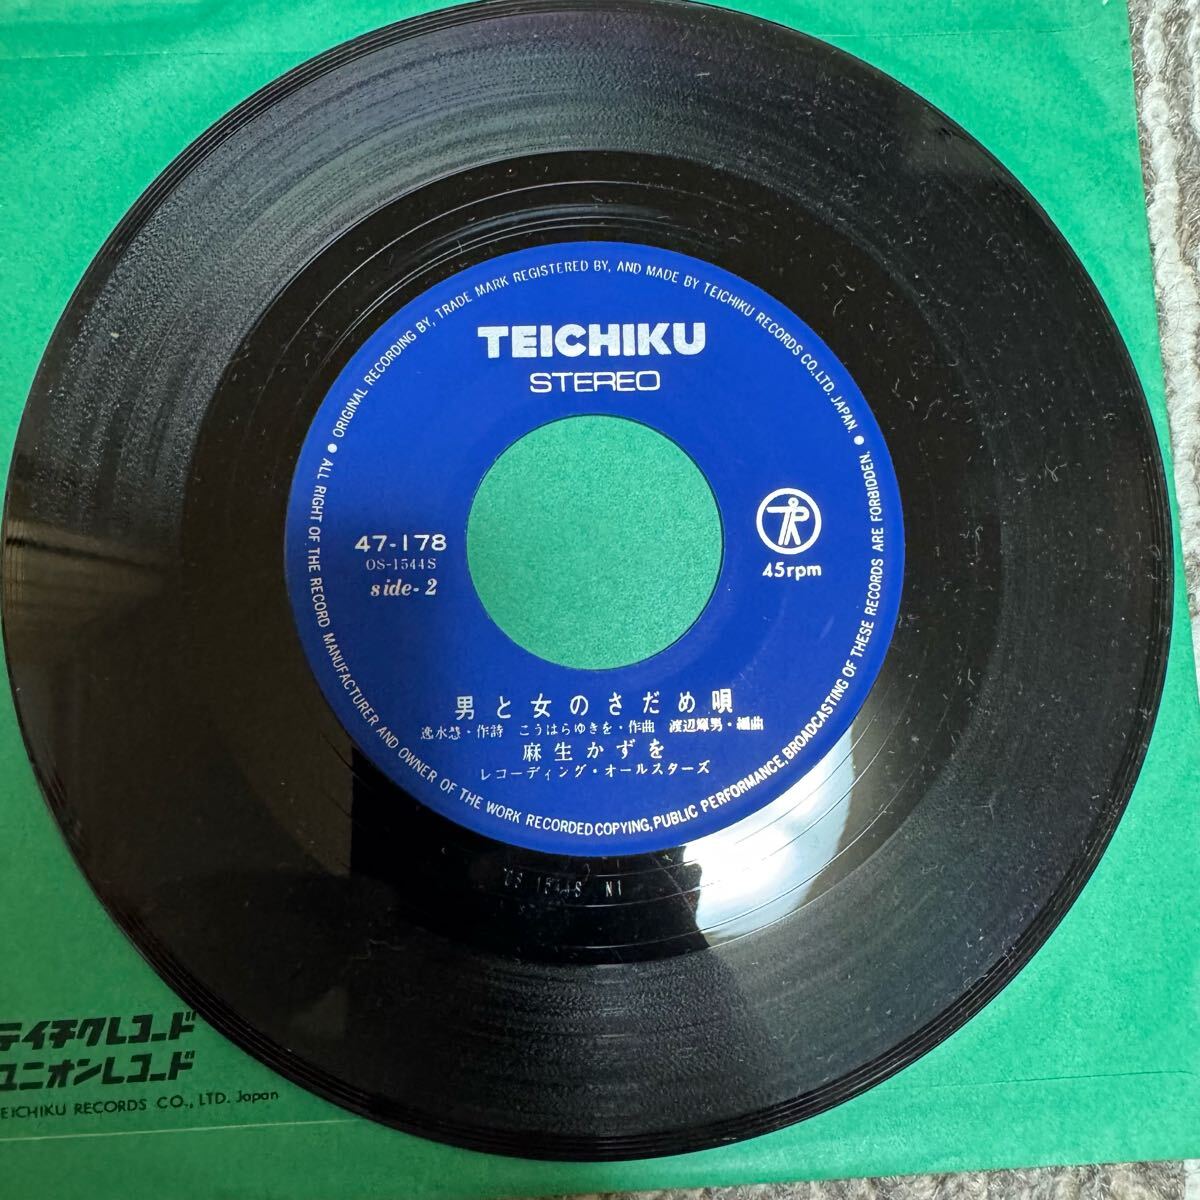 ● ORIGINAL RECORDING BY, TRADE MARK REGISTERED BY, AND MADE BY TEICHIKU RECORDS CO.,LTD. JAPAN. ●
TEICHIKU
STEREO
47-178
OS-1544S
side-2
45rpm
男と女のさだめ唄
逸水慧・作詩 こうはらゆきを・作曲 渡辺輝男・編曲
麻生かずを
レコーディング・オールスターズ
ALL RIGHT OF THE RECORD MANUFACTURER AND OWNER OF THE WORK RECORDED COPYING, PUBLIC PERFORMANCE, BROADCASTING OF THESE RECORDS ARE FORBIDDEN.
OS 1544S N1
テイチクレコード
ユニオンレコード
TEICHIKU RECORDS CO., LTD. Japan